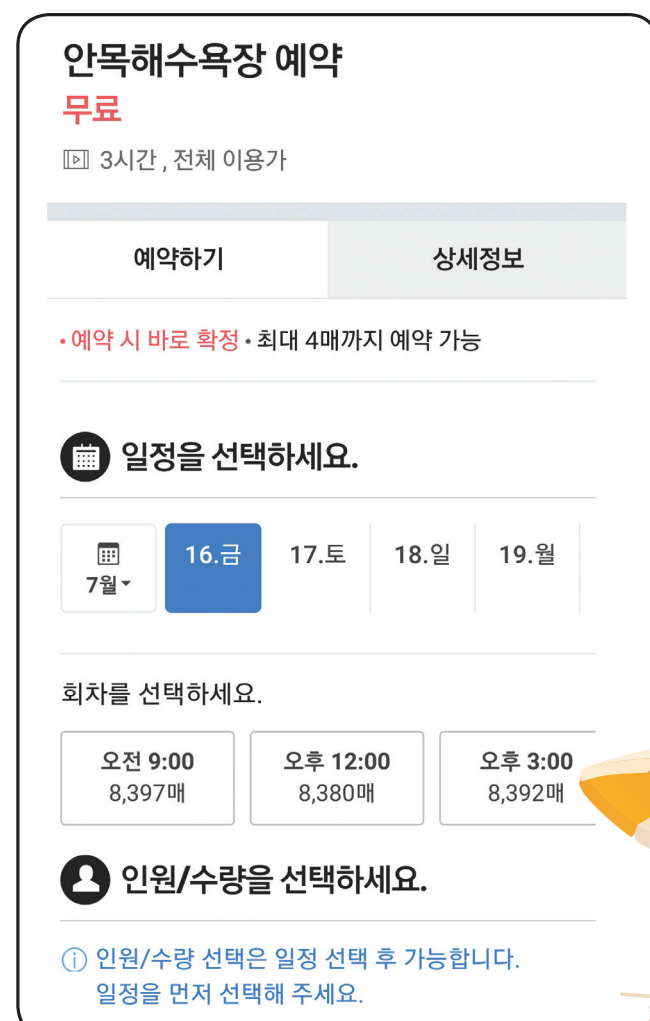 안목해수욕장 예약
무료
3시간 , 전체 이용가
예약하기 상세정보
• 예약 시 바로 확정 • 최대 4매까지 예약 가능
일정을 선택하세요.
7월 16.금 17.토 18.일 19.월
회차를 선택하세요.
오전 9:00 오후 12:00 오후 3:00
8,397매 8,380매 8,392매
인원/수량을 선택하세요.
인원/수량 선택은 일정 선택 후 가능합니다.
일정을 먼저 선택해 주세요.